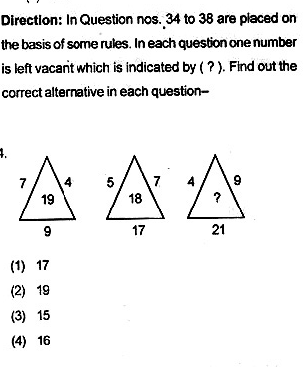 Direction: In Question nos. 34 to 38 are placed on
the basis of some rules. In each question one number
is left vacant which is indicated by ( ? ). Find out the
correct alternative in each question–
4.
7 4 5 7 4 9
19 18 ?
9 17 21
(1) 17
(2) 19
(3) 15
(4) 16